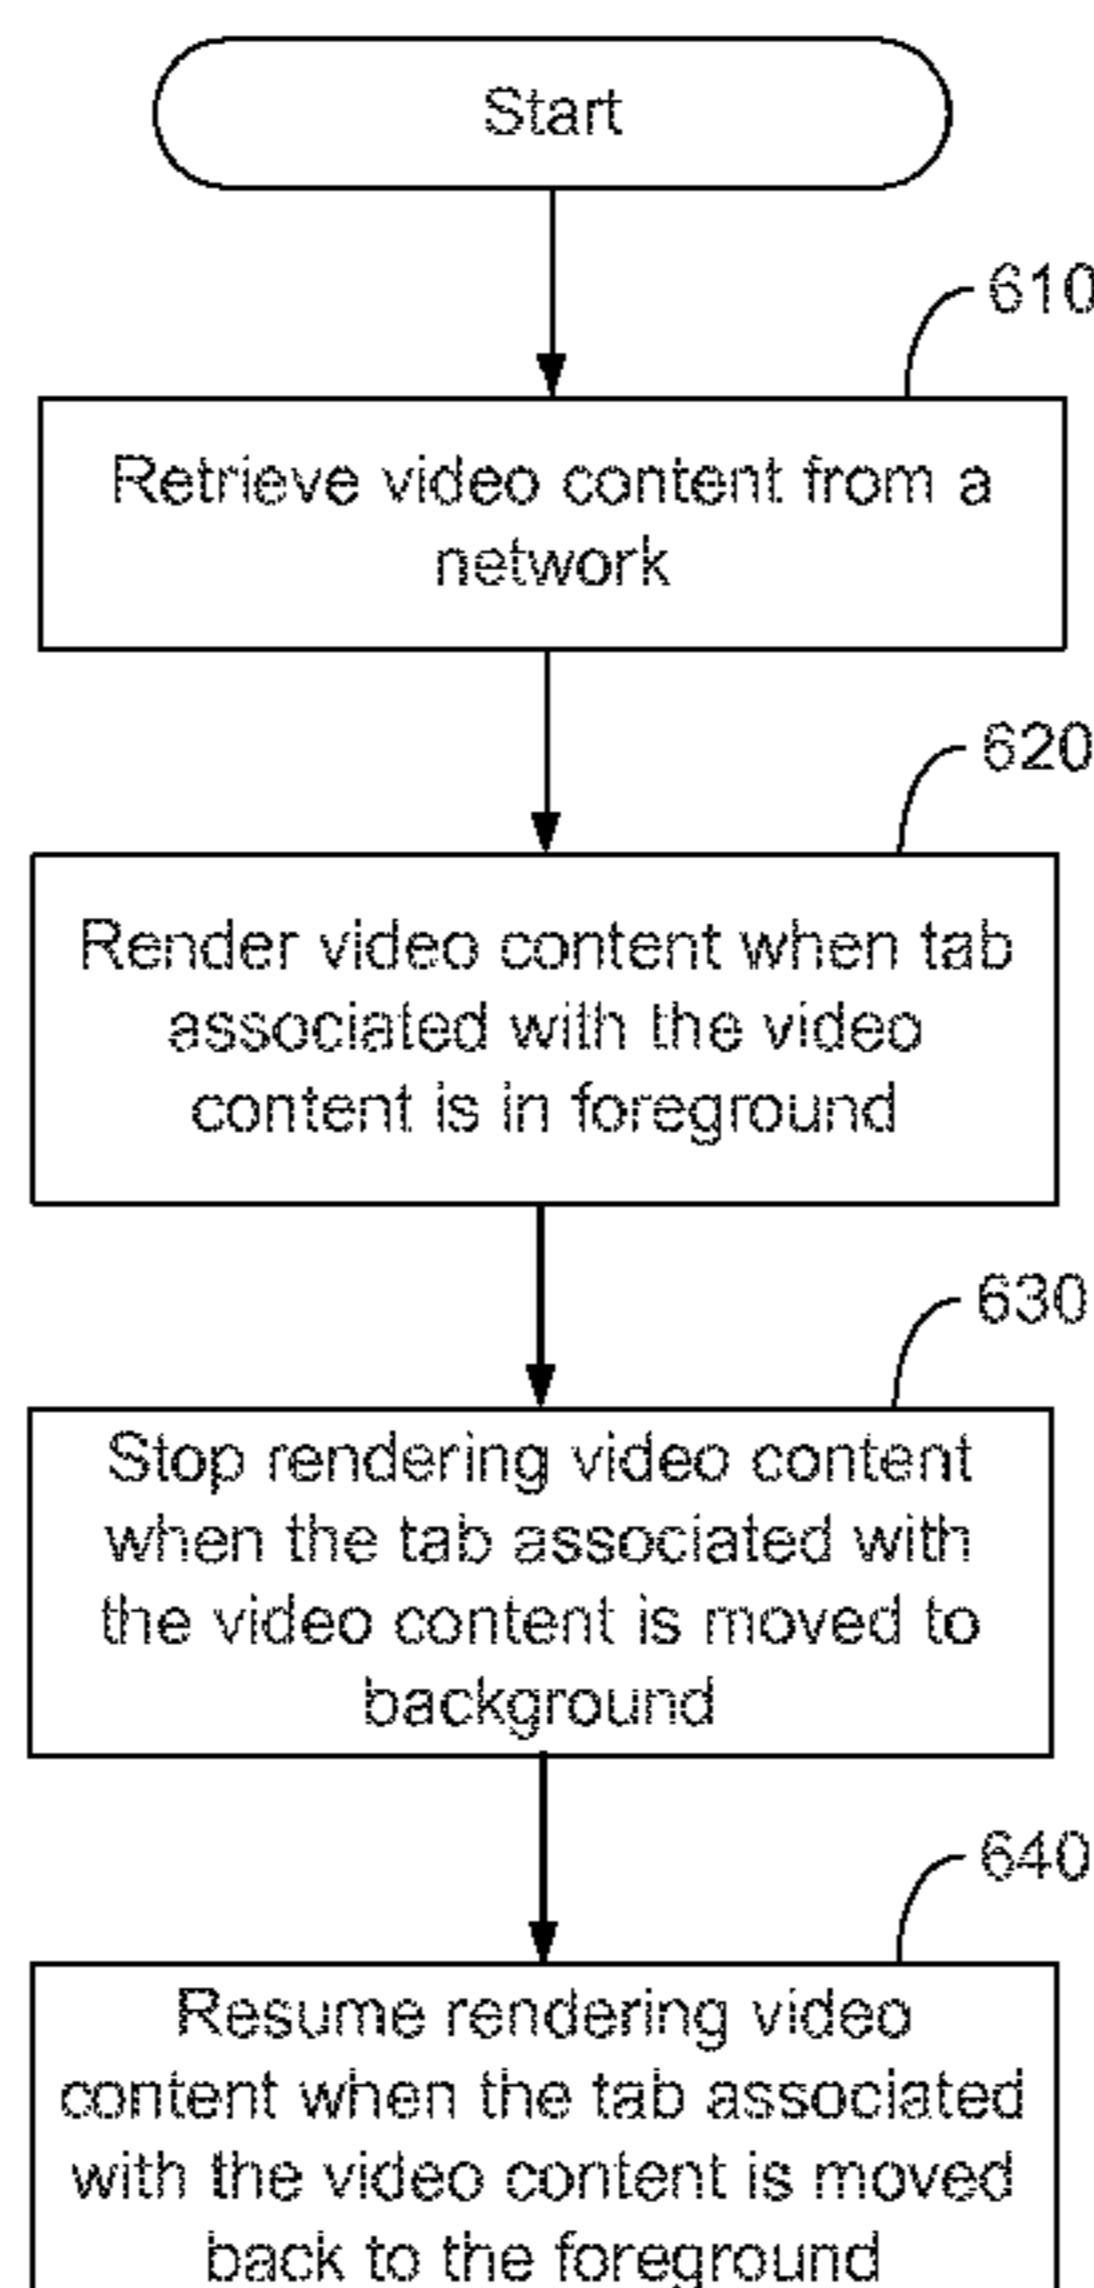 Start
610
Retrieve video content from a
network
620
Render video content when tab
associated with the video
content is in foreground
630
Stop rendering video content
when the tab associated with
the video content is moved to
background
640
Resume rendering video
content when the tab associated
with the video content is moved
back to the foreground